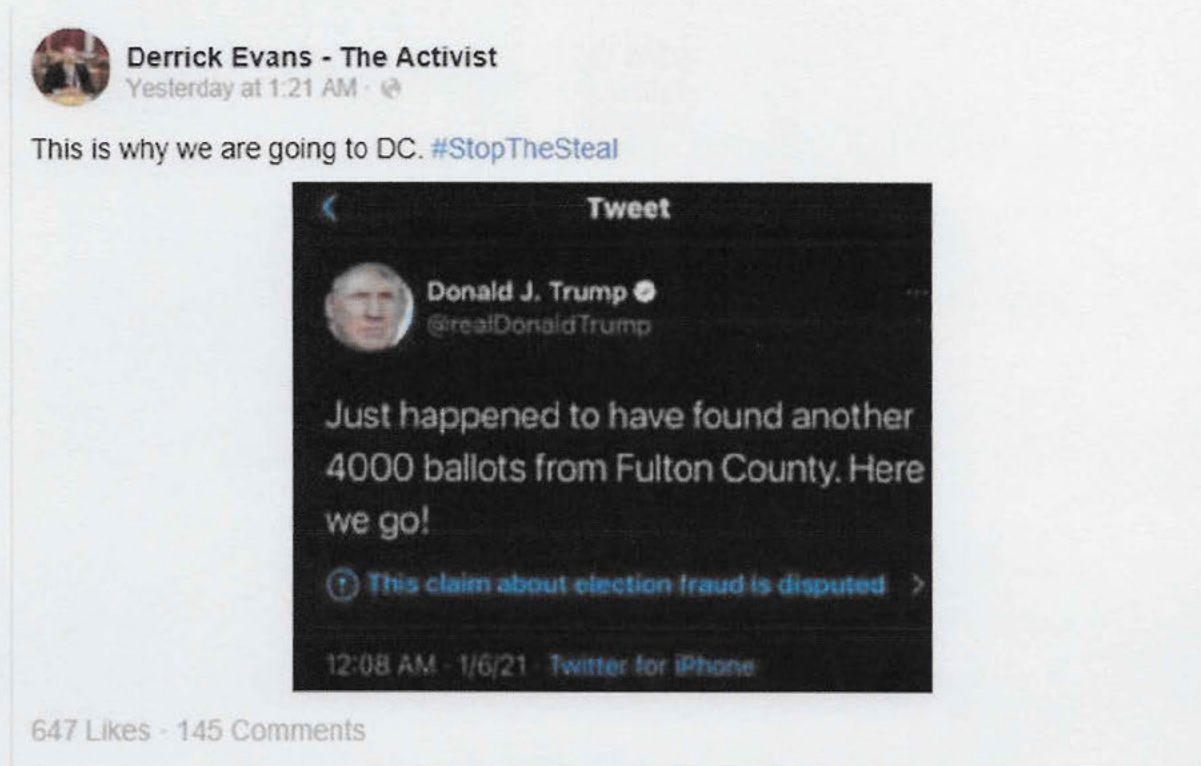 Derrick Evans - The Activist
Yesterday at 1:21 AM ·
This is why we are going to DC. #StopTheSteal
Tweet
Donald J. Trump
@realDonaldTrump
Just happened to have found another
4000 ballots from Fulton County. Here
we go!
This claim about election fraud is disputed
12:08 AM · 1/6/21 · Twitter for iPhone
647 Likes · 145 Comments